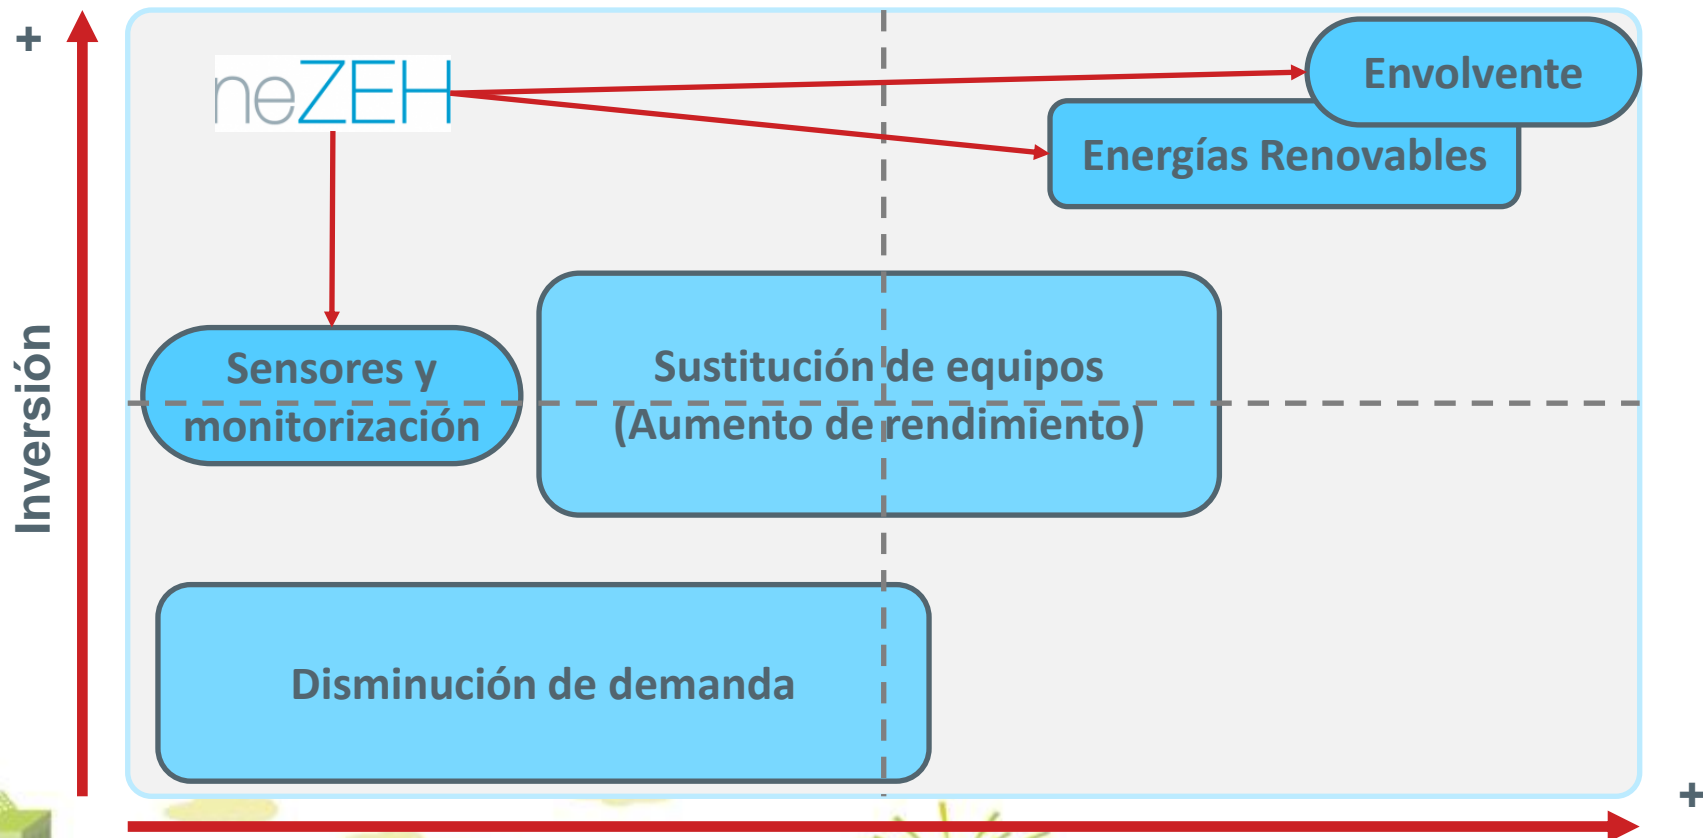 +
neZEH
Envolvente
Energías Renovables
Inversión
Sensores y
monitorización
Sustitución de equipos
(Aumento de rendimiento)
Disminución de demanda
+